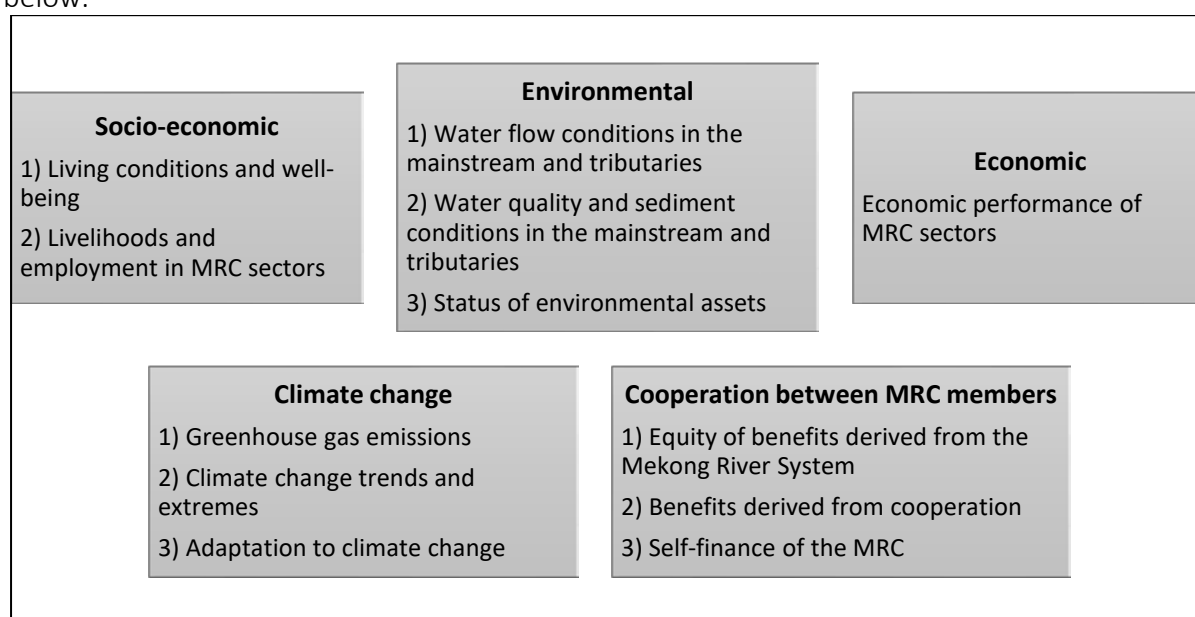 below:
Socio-economic
1) Living conditions and well-
being
2) Livelihoods and
employment in MRC sectors
Environmental
1) Water flow conditions in the
mainstream and tributaries
2) Water quality and sediment
conditions in the mainstream and
tributaries
3) Status of environmental assets
Economic
Economic performance of
MRC sectors
Climate change
1) Greenhouse gas emissions
2) Climate change trends and
extremes
3) Adaptation to climate change
Cooperation between MRC members
1) Equity of benefits derived from the
Mekong River System
2) Benefits derived from cooperation
3) Self-finance of the MRC